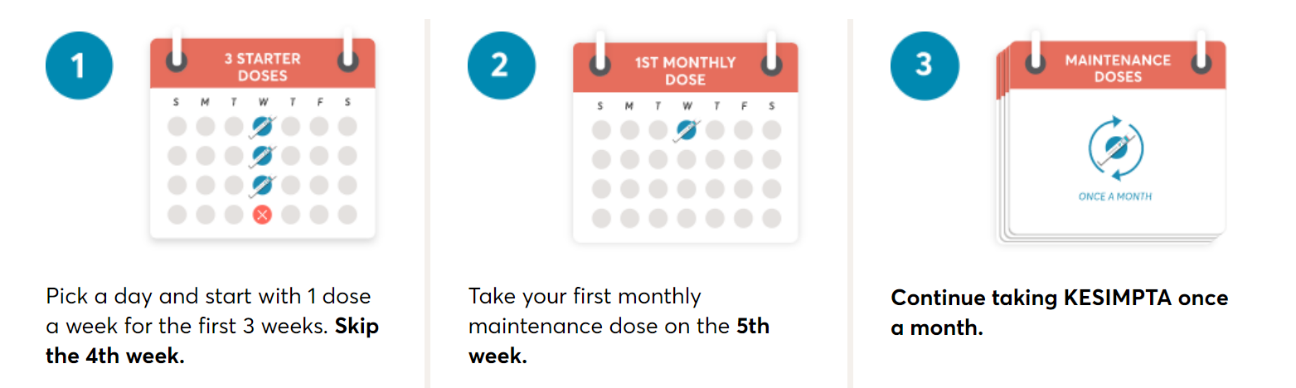 1
3 STARTER
DOSES
S M T W T F S
Pick a day and start with 1 dose
a week for the first 3 weeks. Skip
the 4th week.
2
1ST MONTHLY
DOSE
S M T W T F S
Take your first monthly
maintenance dose on the 5th
week.
3
MAINTENANCE
DOSES
ONCE A MONTH
Continue taking KESIMPTA once
a month.